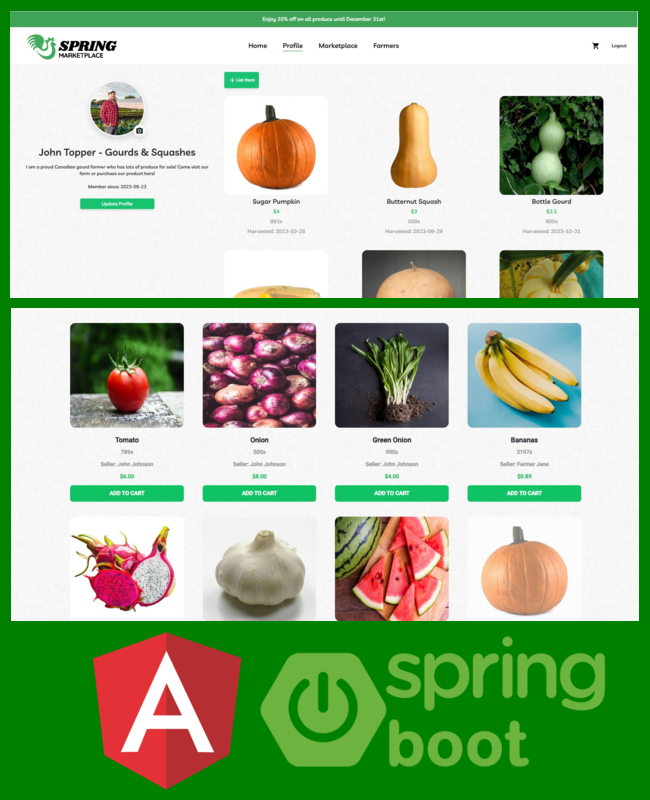 Enjoy 20% off on all produce until December 31st!
SPRING
MARKETPLACE
Home
Profile
Marketplace
Farmers
Logout
+ List Item
John Topper - Gourds & Squashes
I am a proud Canadian gourd farmer who has lots of produce for sale! Come visit our
farm or purchase our product here!
Member since: 2023-09-23
Update Profile
Sugar Pumpkin
$4
983x
Harvested: 2023-10-26
Butternut Squash
$3
500x
Harvested: 2023-09-29
Bottle Gourd
$2.5
600x
Harvested: 2023-10-31
Tomato
789x
Seller: John Johnson
$6.00
ADD TO CART
Onion
500x
Seller: John Johnson
$8.00
ADD TO CART
Green Onion
900x
Seller: John Johnson
$4.00
ADD TO CART
Bananas
3197x
Seller: Farmer Jane
$0.89
ADD TO CART
A
spring
boot